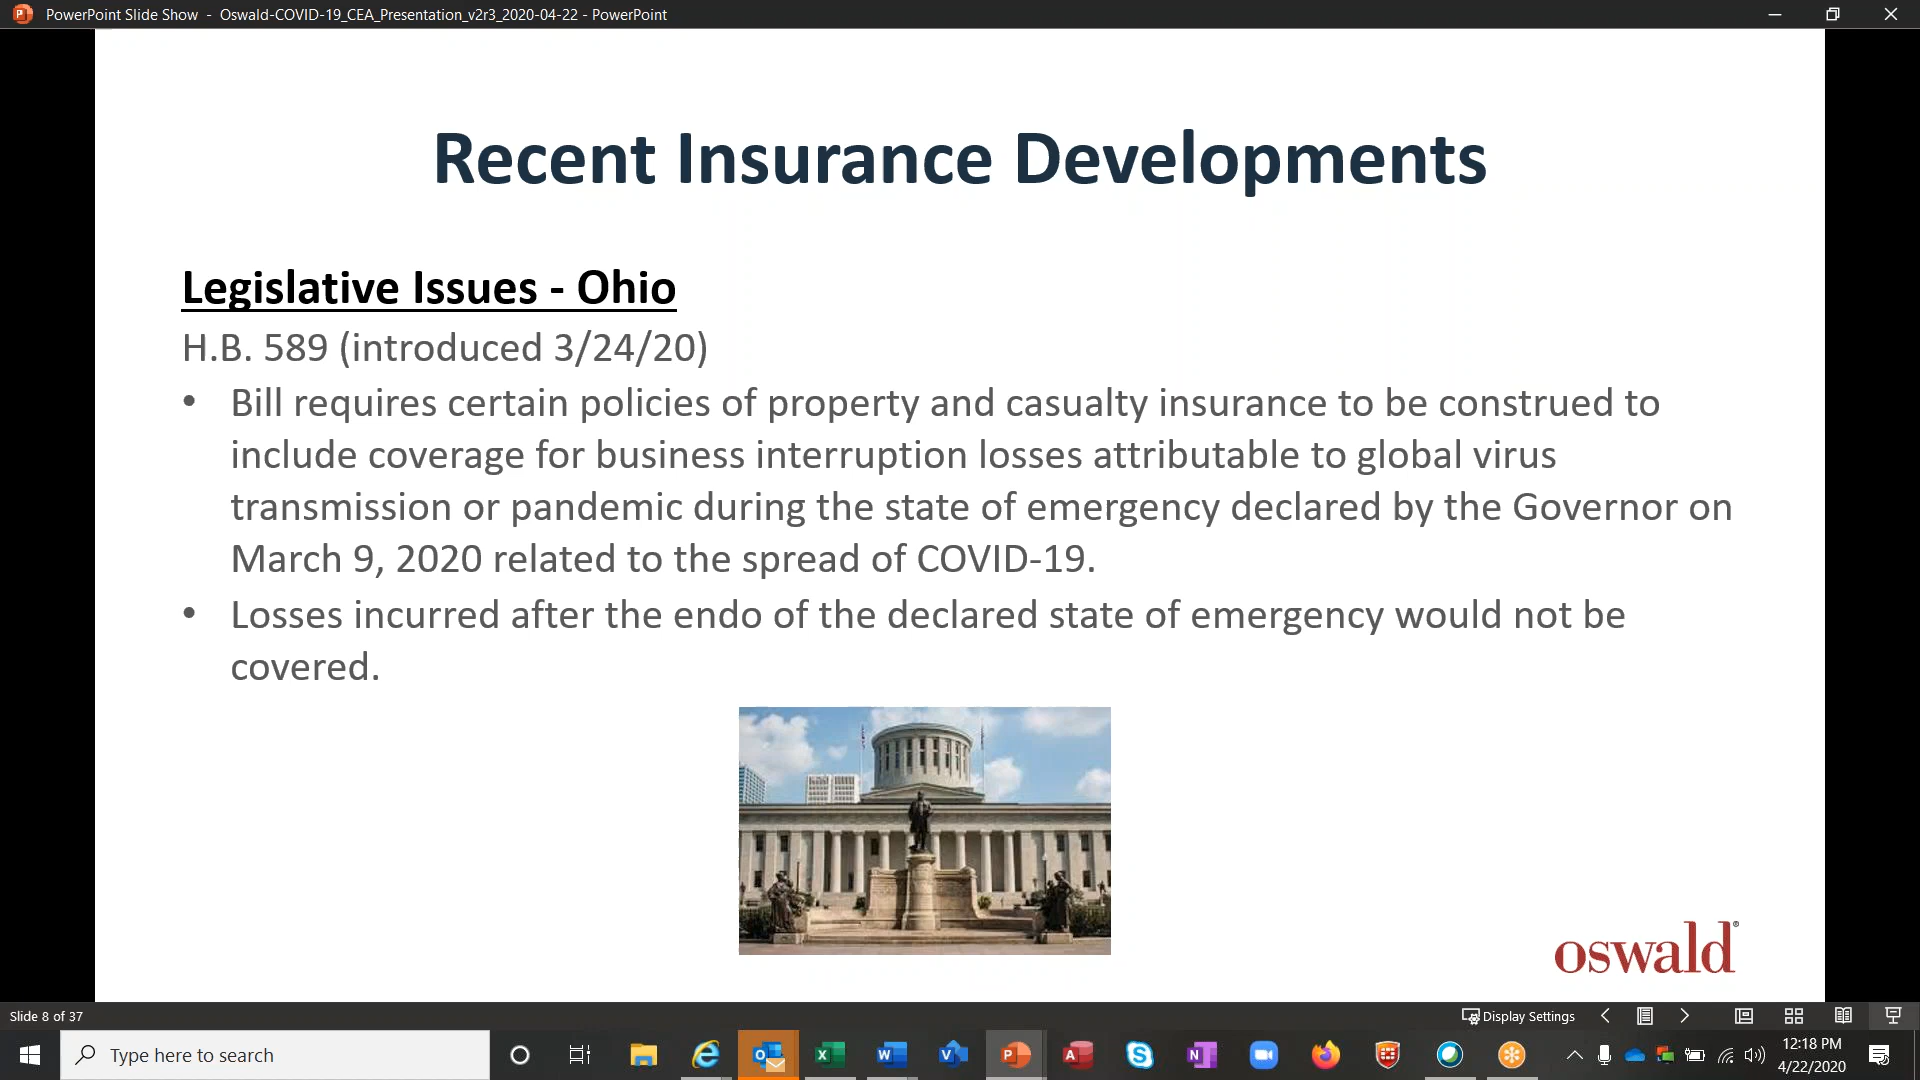 PowerPoint Slide Show - Oswald-COVID-19_CEA_Presentation_v2r3_2020-04-22 - PowerPoint
Recent Insurance Developments
Legislative Issues - Ohio
H.B. 589 (introduced 3/24/20)
• Bill requires certain policies of property and casualty insurance to be construed to
include coverage for business interruption losses attributable to global virus
transmission or pandemic during the state of emergency declared by the Governor on
March 9, 2020 related to the spread of COVID-19.
• Losses incurred after the endo of the declared state of emergency would not be
covered.
oswald®
Slide 8 of 37
Display Settings
Type here to search
12:18 PM
4/22/2020